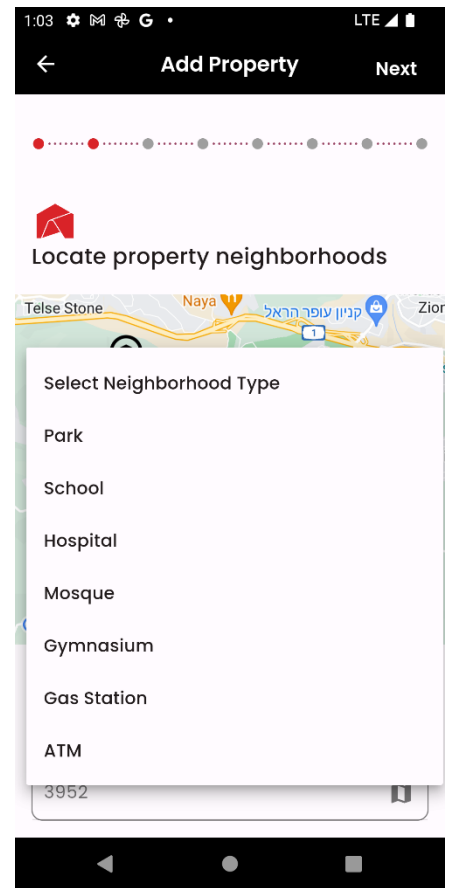 1:03 G LTE
Add Property Next
Locate property neighborhoods
Telse Stone Naya קניון עופר הראל Zior
1
Select Neighborhood Type
Park
School
Hospital
Mosque
Gymnasium
Gas Station
ATM
3952